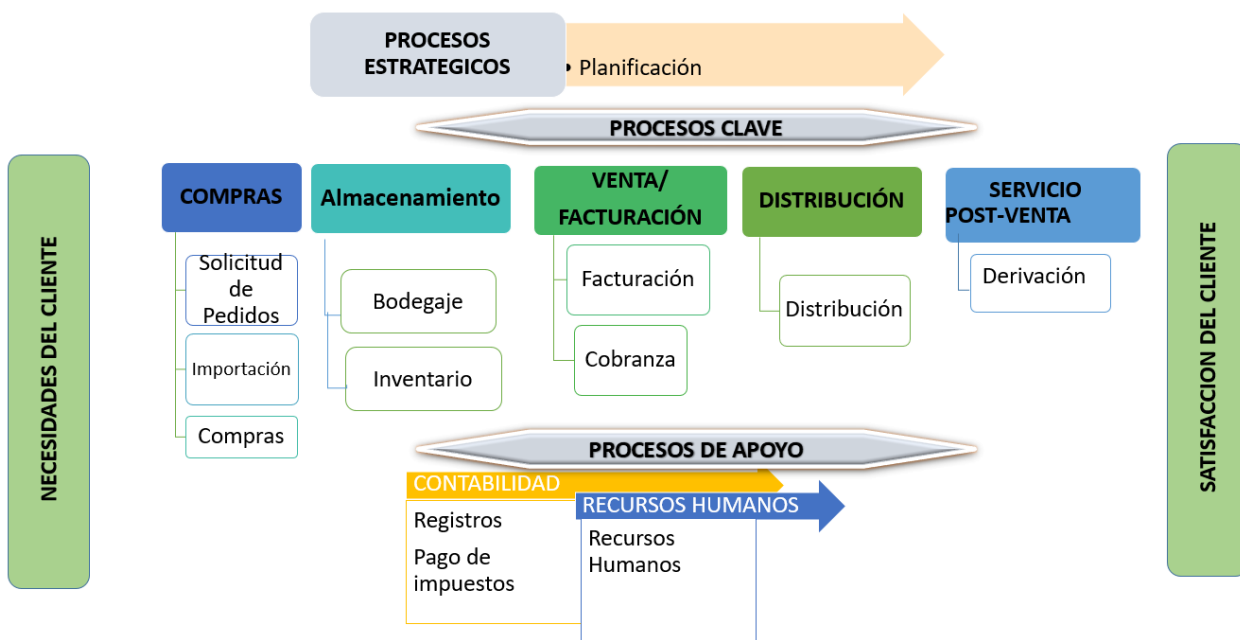 PROCESOS
ESTRATEGICOS
• Planificación
PROCESOS CLAVE
NECESIDADES DEL CLIENTE
COMPRAS
Solicitud
de
Pedidos
Importación
Compras
Almacenamiento
Bodegaje
Inventario
VENTA/
FACTURACIÓN
Facturación
Cobranza
DISTRIBUCIÓN
Distribución
SERVICIO
POST-VENTA
Derivación
SATISFACCION DEL CLIENTE
PROCESOS DE APOYO
CONTABILIDAD
Registros
Pago de
impuestos
RECURSOS HUMANOS
Recursos
Humanos